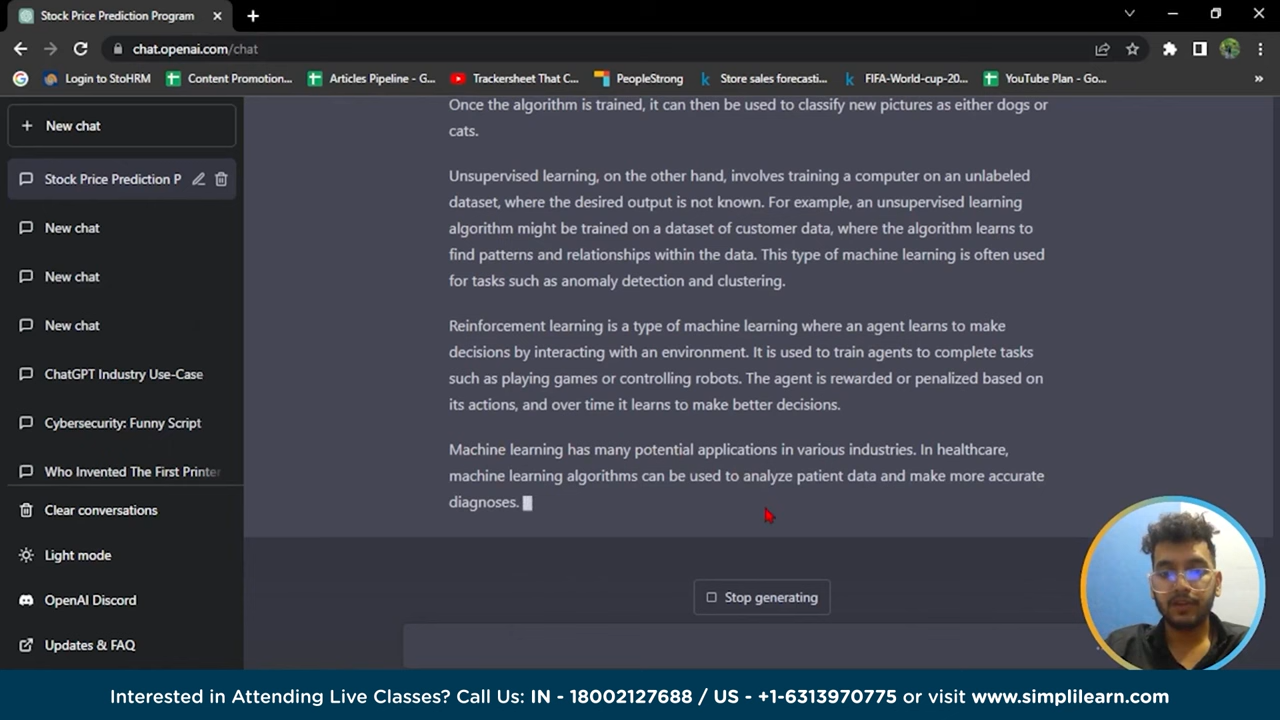 Stock Price Prediction Program
chat.openai.com/chat
Login to StoHRM
Content Promotion...
Articles Pipeline - G...
Trackersheet That C...
PeopleStrong
Store sales forecasti...
FIFA-World-cup-20...
YouTube Plan - Go...
»
+ New chat
Stock Price Prediction P
New chat
New chat
New chat
ChatGPT Industry Use-Case
Cybersecurity: Funny Script
Who Invented The First Printer
Clear conversations
Light mode
OpenAI Discord
Updates & FAQ
Once the algorithm is trained, it can then be used to classify new pictures as either dogs or
cats.
Unsupervised learning, on the other hand, involves training a computer on an unlabeled
dataset, where the desired output is not known. For example, an unsupervised learning
algorithm might be trained on a dataset of customer data, where the algorithm learns to
find patterns and relationships within the data. This type of machine learning is often used
for tasks such as anomaly detection and clustering.
Reinforcement learning is a type of machine learning where an agent learns to make
decisions by interacting with an environment. It is used to train agents to complete tasks
such as playing games or controlling robots. The agent is rewarded or penalized based on
its actions, and over time it learns to make better decisions.
Machine learning has many potential applications in various industries. In healthcare,
machine learning algorithms can be used to analyze patient data and make more accurate
diagnoses.
Stop generating
Interested in Attending Live Classes? Call Us: IN - 18002127688 / US - +1-6313970775 or visit www.simplilearn.com